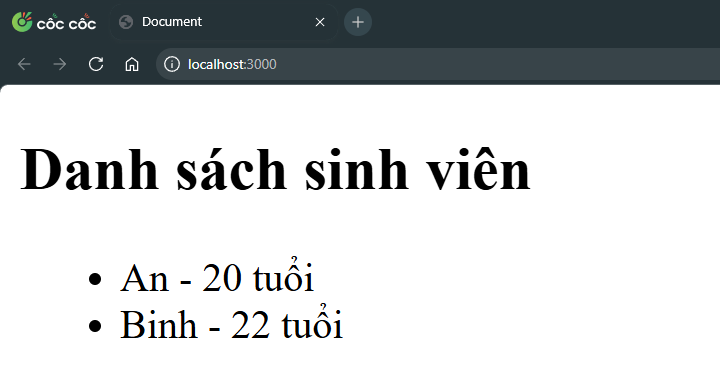 cốc cốc
Document
localhost:3000
Danh sách sinh viên
An - 20 tuổi
Binh - 22 tuổi